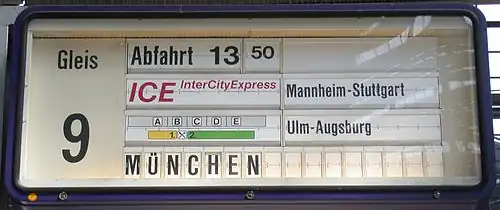 Gleis 9
Abfahrt 13 50
ICE InterCityExpress
Mannheim-Stuttgart
A B C D E
1 2
Ulm-Augsburg
MÜNCHEN